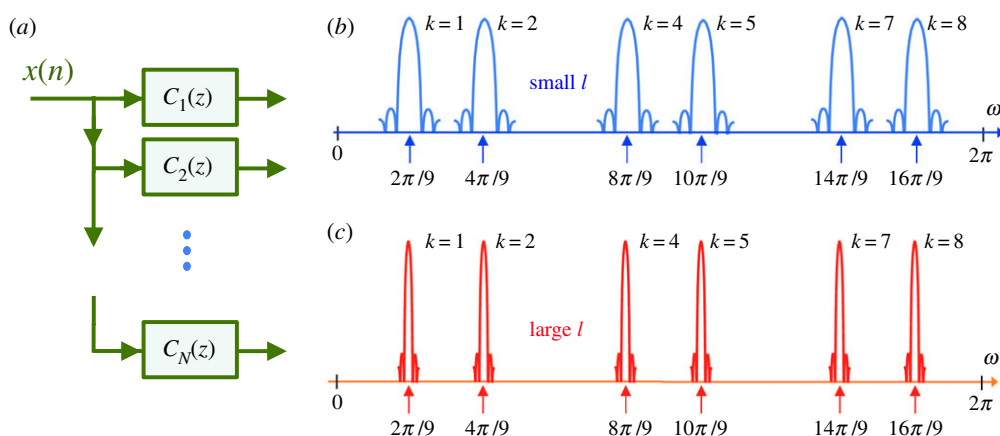 (a)
x(n)
C₁(z)
C₂(z)
C_N(z)
(b)
k = 1 k = 2 k = 4 k = 5 k = 7 k = 8
small l
ω
0 2π
2π/9 4π/9 8π/9 10π/9 14π/9 16π/9
(c)
k = 1 k = 2 k = 4 k = 5 k = 7 k = 8
large l
ω
0 2π
2π/9 4π/9 8π/9 10π/9 14π/9 16π/9